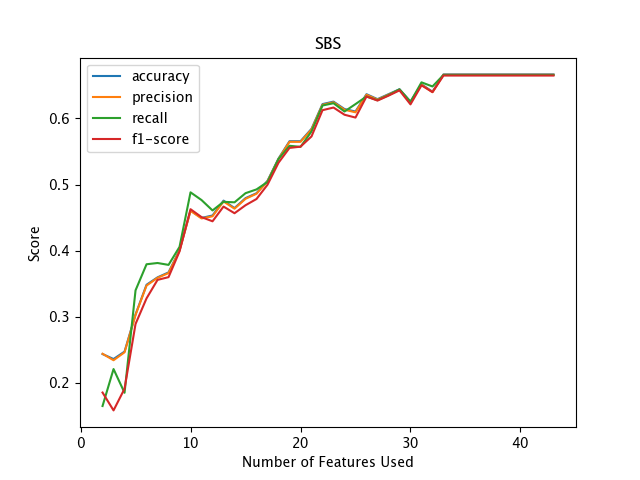 SBS
accuracy
precision
recall
f1-score
Score
0.6
0.5
0.4
0.3
0.2
0
10
20
30
40
Number of Features Used